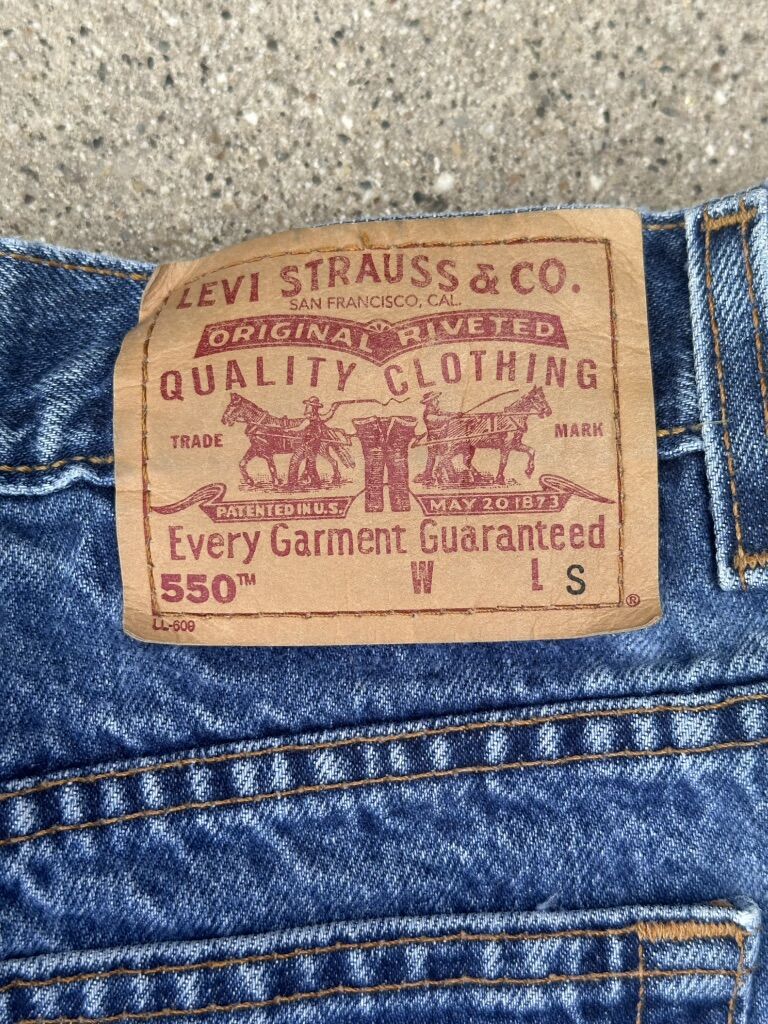 LEVI STRAUSS & CO.
SAN FRANCISCO, CAL.
ORIGINAL RIVETED
QUALITY CLOTHING
TRADE MARK
PATENTED IN U.S. MAY 20 1873
Every Garment Guaranteed
550™ W L S
®
LL-609